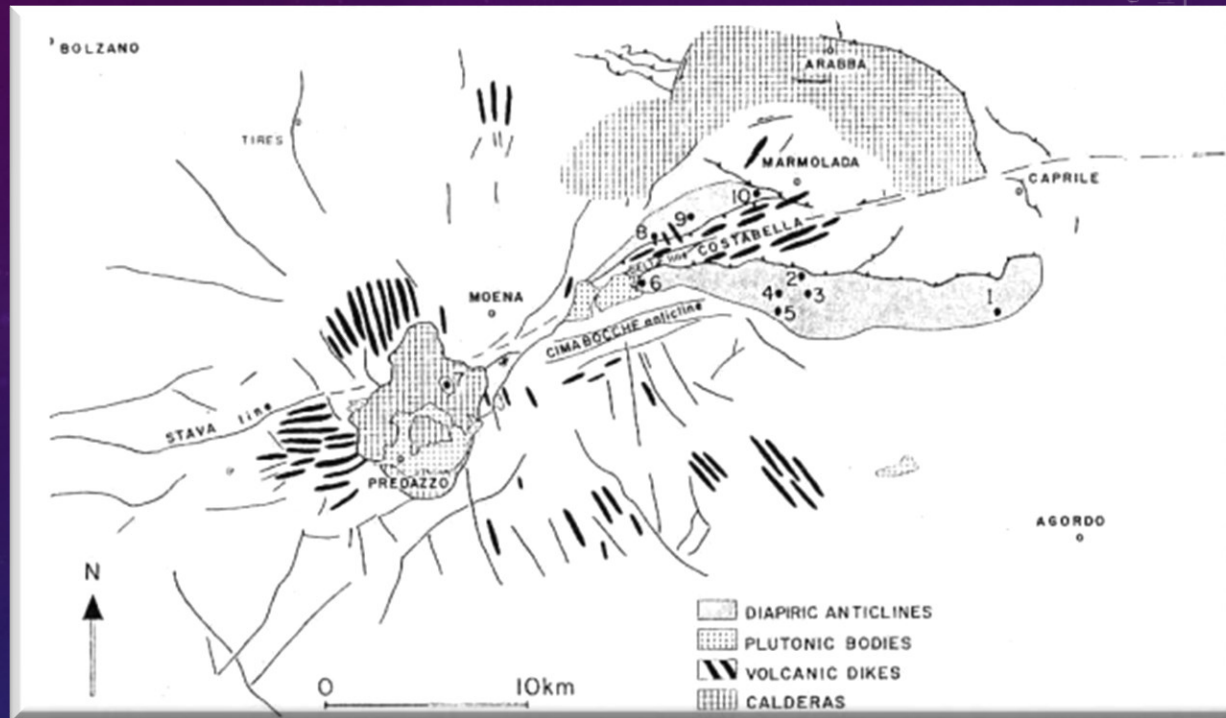 BOLZANO
ARABBA
TIRES
MARMOLADA
CAPRILE
10
9
8
COSTABELLA
line
6
2
4
3
1
5
MOENA
CIMABOCCHE anticline
7
STAVA line
PREDAZZO
AGORDO
N
DIAPIRIC ANTICLINES
PLUTONIC BODIES
VOLCANIC DIKES
CALDERAS
0 10km